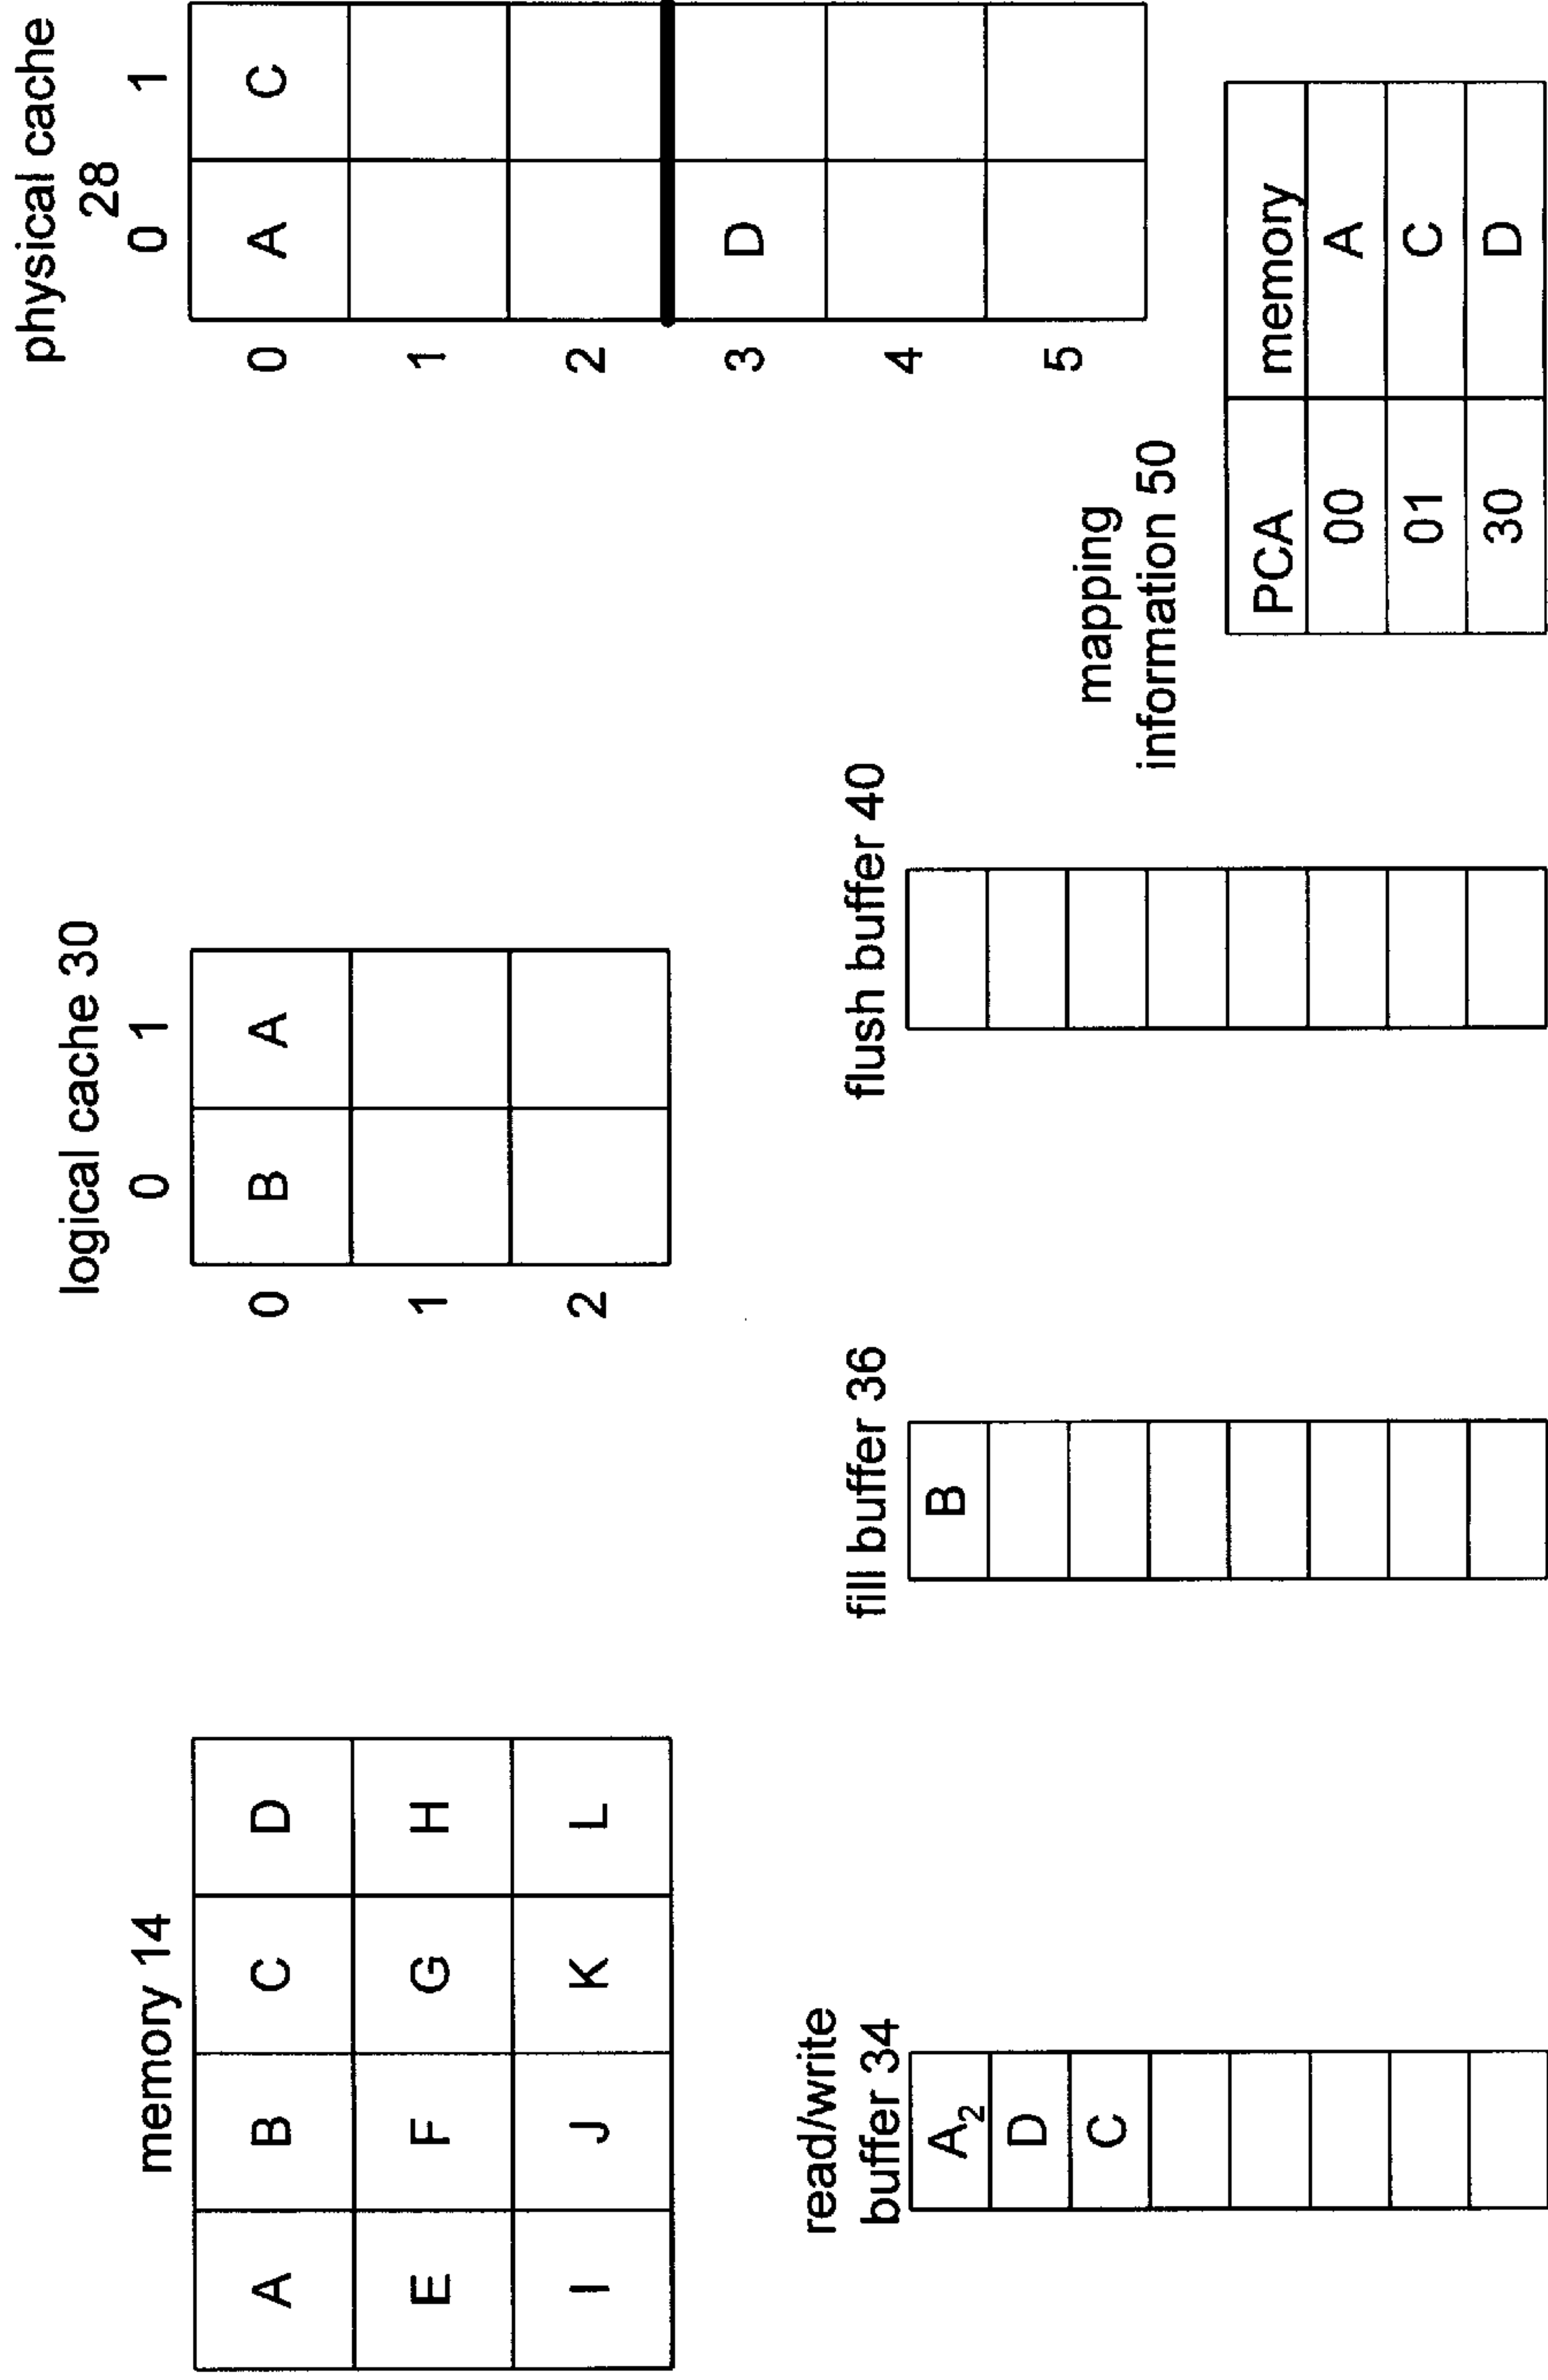 memory 14
A B C D
E F G H
I J K L
logical cache 30
0 1
0 B A
1
2
physical cache
28
0 1
0 A C
1
2
3 D
4
5
read/write
buffer 34
A₂
D
C
fill buffer 36
B
flush buffer 40
mapping
information 50
PCA memory
00 A
01 C
30 D